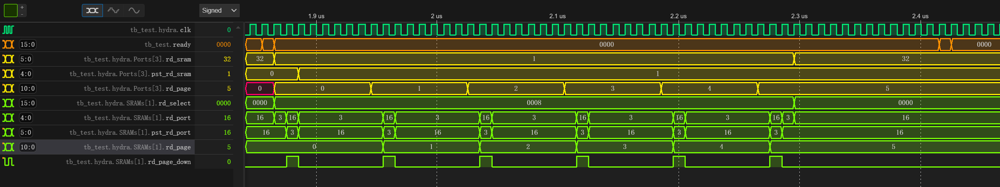 +
-
Signed
1.9 us 2 us 2.1 us 2.2 us 2.3 us 2.4 us
tb_test.hydra.clk 0
15:0 tb_test.ready 0000 0000 0000
5:0 tb_test.hydra.Ports[3].rd_sram 32 32 1 32
4:0 tb_test.hydra.Ports[3].pst_rd_sram 1 0 1
10:0 tb_test.hydra.Ports[3].rd_page 5 0 0 1 2 3 4 5
15:0 tb_test.hydra.SRAMs[1].rd_select 0000 0000 0008 0000
4:0 tb_test.hydra.SRAMs[1].rd_port 16 16 3 16 3 16 3 16 3 16 3 16 3 16 3 16
5:0 tb_test.hydra.SRAMs[1].pst_rd_port 16 16 3 16 3 16 3 16 3 16 3 16 3 16
10:0 tb_test.hydra.SRAMs[1].rd_page 5 0 1 2 3 4 5
tb_test.hydra.SRAMs[1].rd_page_down 0